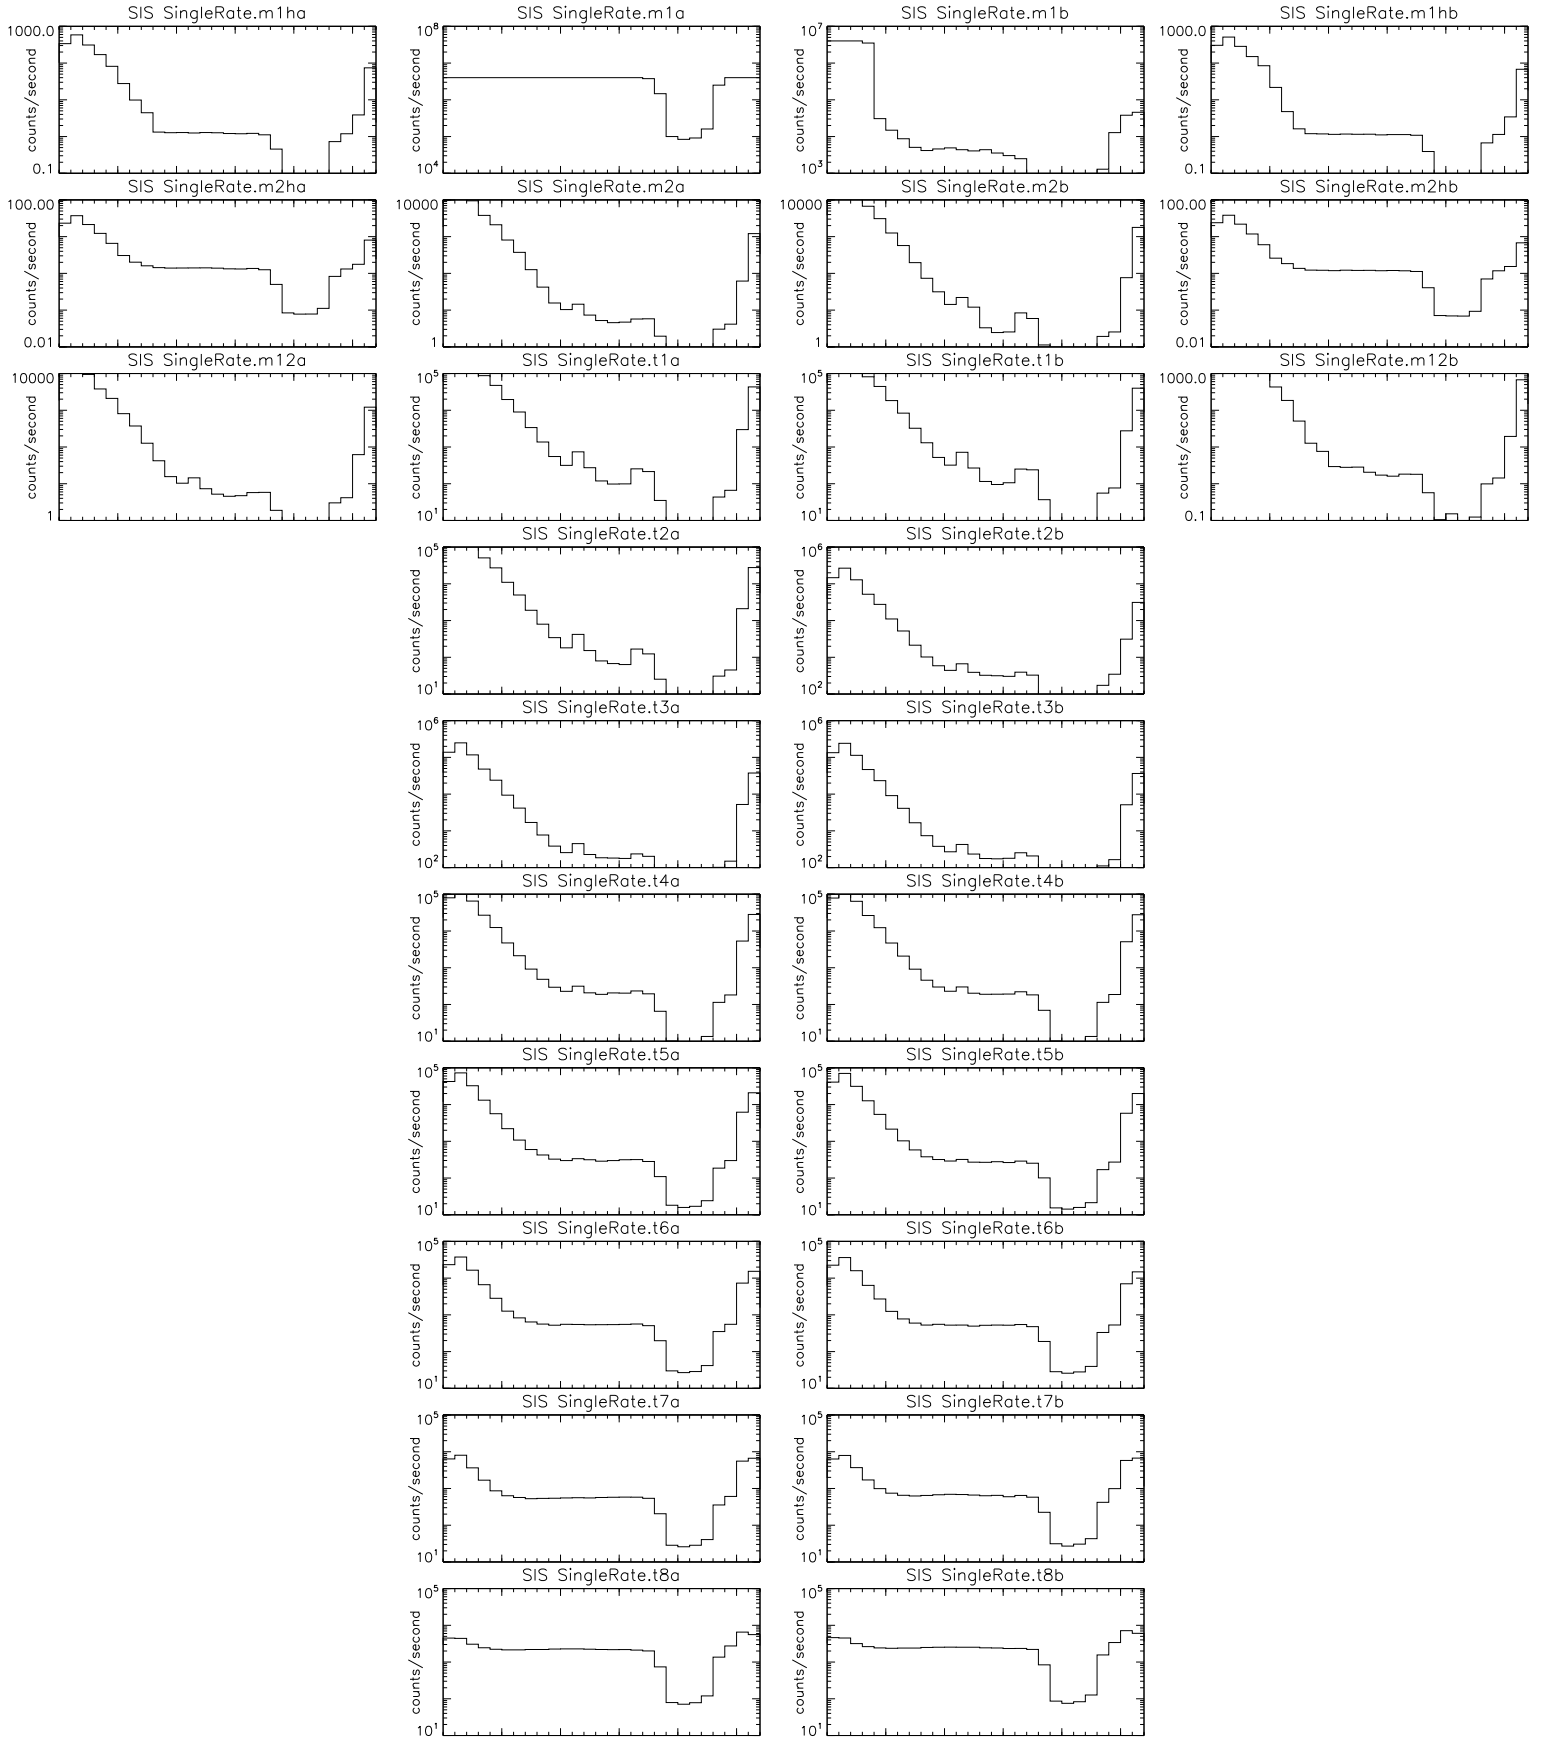 SIS SingleRate.m1ha SIS SingleRate.m1a SIS SingleRate.m1b SIS SingleRate.m1hb
1000.0 10⁸ 10⁷ 1000.0
counts/second counts/second counts/second counts/second
0.1 10⁴ 10³ 0.1
SIS SingleRate.m2ha SIS SingleRate.m2a SIS SingleRate.m2b SIS SingleRate.m2hb
100.00 10000 10000 100.00
counts/second counts/second counts/second counts/second
0.01 1 1 0.01
SIS SingleRate.m12a SIS SingleRate.t1a SIS SingleRate.t1b SIS SingleRate.m12b
10000 10⁵ 10⁵ 1000.0
counts/second counts/second counts/second counts/second
1 10¹ 10¹ 0.1
SIS SingleRate.t2a SIS SingleRate.t2b
10⁵ 10⁶
counts/second counts/second
10¹ 10²
SIS SingleRate.t3a SIS SingleRate.t3b
10⁶ 10⁶
counts/second counts/second
10² 10²
SIS SingleRate.t4a SIS SingleRate.t4b
10⁵ 10⁵
counts/second counts/second
10¹ 10¹
SIS SingleRate.t5a SIS SingleRate.t5b
10⁵ 10⁵
counts/second counts/second
10¹ 10¹
SIS SingleRate.t6a SIS SingleRate.t6b
10⁵ 10⁵
counts/second counts/second
10¹ 10¹
SIS SingleRate.t7a SIS SingleRate.t7b
10⁵ 10⁵
counts/second counts/second
10¹ 10¹
SIS SingleRate.t8a SIS SingleRate.t8b
10⁵ 10⁵
counts/second counts/second
10¹ 10¹